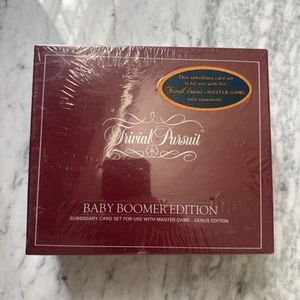 This subsidiary card set
is for use with the
Trivial Pursuit MASTER GAME
sold separately.
Trivial Pursuit
BABY BOOMER EDITION
SUBSIDIARY CARD SET FOR USE WITH MASTER GAME - GENUS EDITION